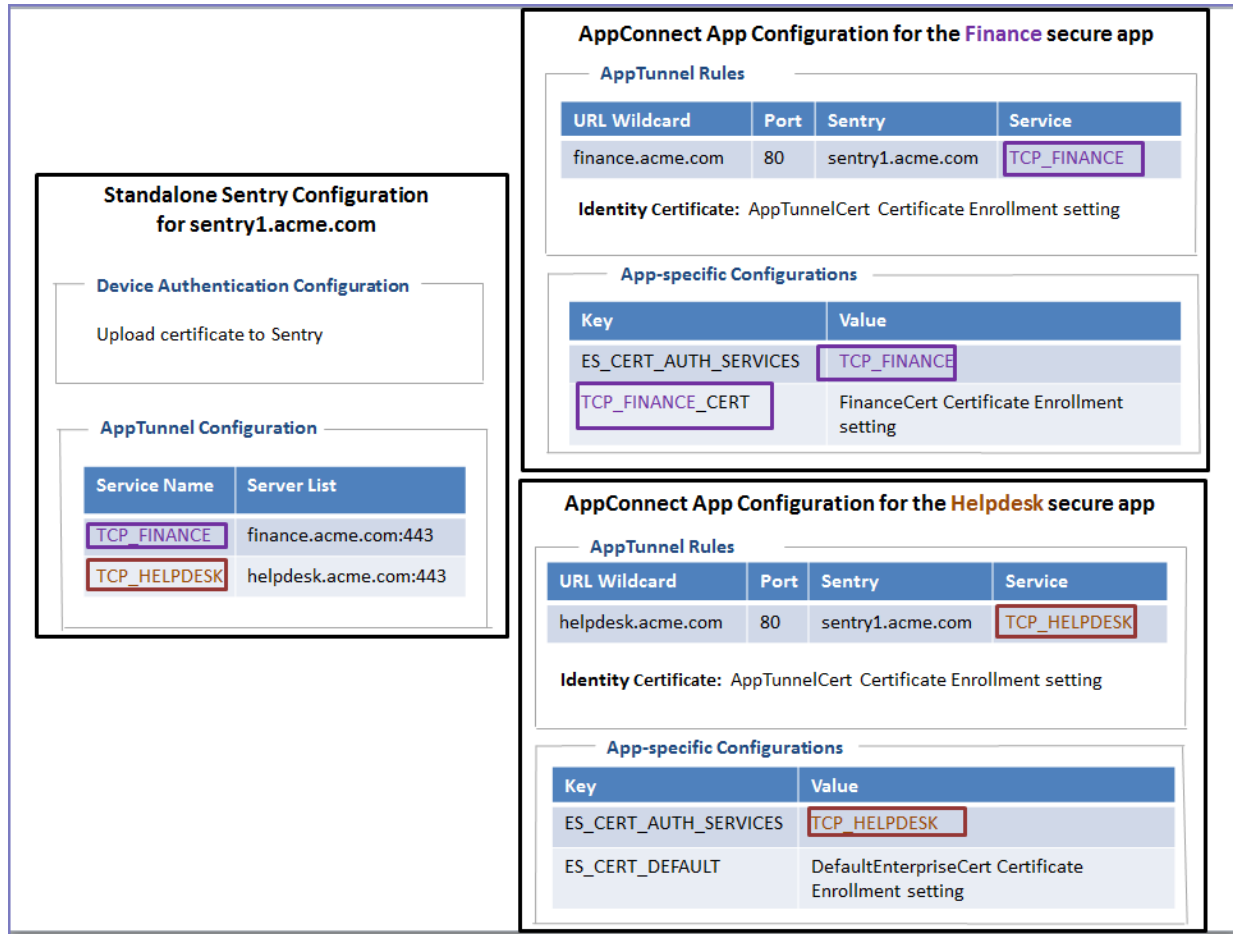 Standalone Sentry Configuration
for sentry1.acme.com
Device Authentication Configuration
Upload certificate to Sentry
AppTunnel Configuration
Service Name Server List
TCP_FINANCE finance.acme.com:443
TCP_HELPDESK helpdesk.acme.com:443
AppConnect App Configuration for the Finance secure app
AppTunnel Rules
URL Wildcard Port Sentry Service
finance.acme.com 80 sentry1.acme.com TCP_FINANCE
Identity Certificate: AppTunnelCert Certificate Enrollment setting
App-specific Configurations
Key Value
ES_CERT_AUTH_SERVICES TCP_FINANCE
TCP_FINANCE_CERT FinanceCert Certificate Enrollment
setting
AppConnect App Configuration for the Helpdesk secure app
AppTunnel Rules
URL Wildcard Port Sentry Service
helpdesk.acme.com 80 sentry1.acme.com TCP_HELPDESK
Identity Certificate: AppTunnelCert Certificate Enrollment setting
App-specific Configurations
Key Value
ES_CERT_AUTH_SERVICES TCP_HELPDESK
ES_CERT_DEFAULT DefaultEnterpriseCert Certificate
Enrollment setting